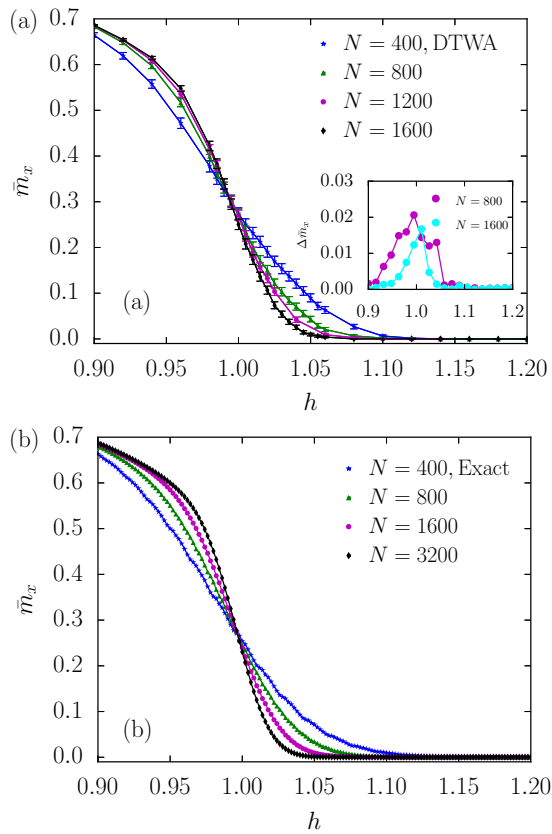 (a)
0.7
0.6
0.5
0.4
0.3
0.2
0.1
0.0
m̄ₓ
N = 400, DTWA
N = 800
N = 1200
N = 1600
0.03
0.02
0.01
0.00
Δm̄ₓ
N = 800
N = 1600
0.9 1.0 1.1 1.2
(a)
0.90 0.95 1.00 1.05 1.10 1.15 1.20
h
(b)
0.7
0.6
0.5
0.4
0.3
0.2
0.1
0.0
m̄ₓ
N = 400, Exact
N = 800
N = 1600
N = 3200
(b)
0.90 0.95 1.00 1.05 1.10 1.15 1.20
h